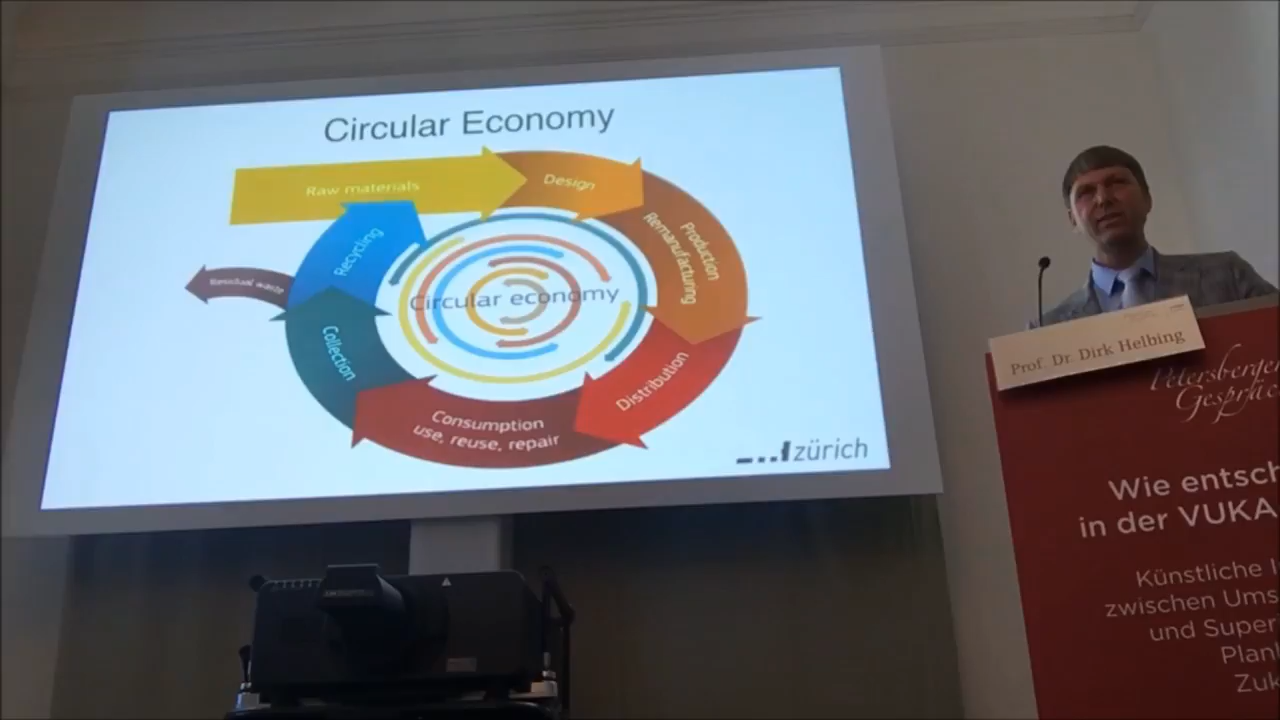 Circular Economy
Raw materials
Design
Production
Remanufacturing
Distribution
Consumption
use, reuse, repair
Collection
Recycling
Residual waste
Circular economy
zürich
Prof. Dr. Dirk Helbing
Petersberger
Gespräc
Wie entsch
in der VUKA
Künstliche I
zwischen Ums
und Super
Plan
Zuk